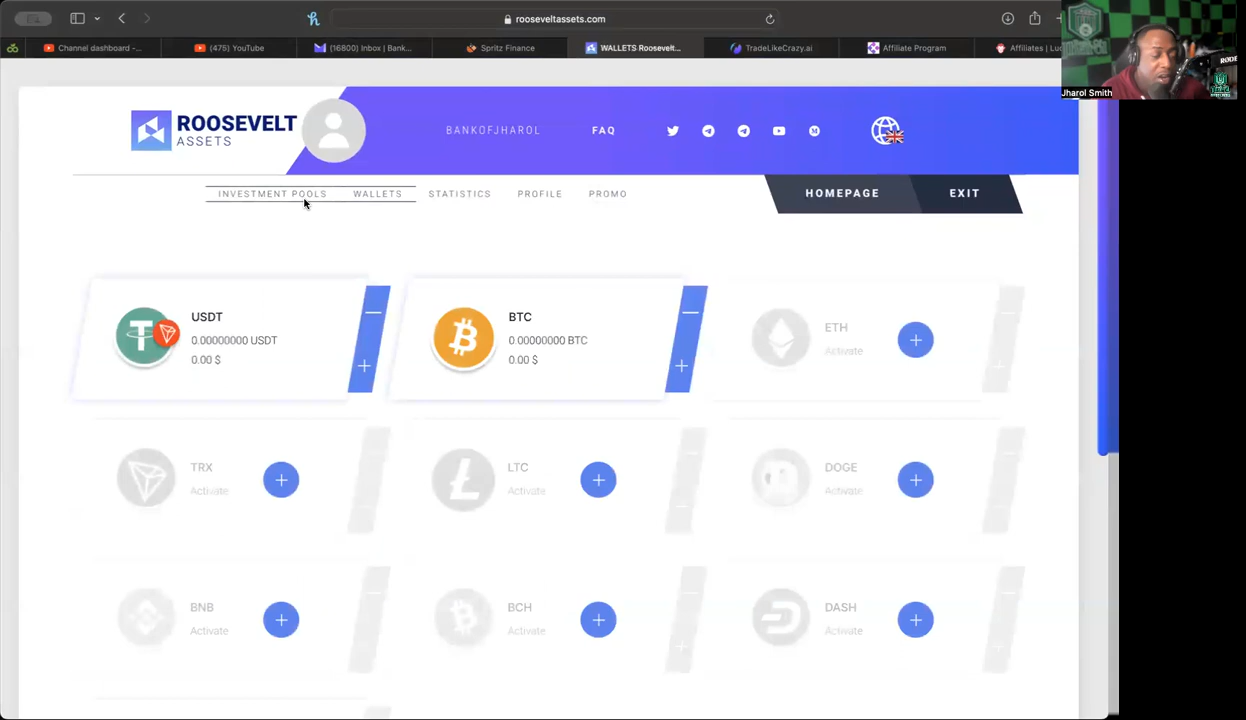 rooseveltassets.com
Channel dashboard -...
(475) YouTube
(16800) Inbox | Bank...
Spritz Finance
WALLETS Roosevelt...
TradeLikeCrazy.ai
Affiliate Program
Affiliates | Luc
Jharol Smith
ROOSEVELT
ASSETS
BANKOFJHAROL
FAQ
INVESTMENT POOLS
WALLETS
STATISTICS
PROFILE
PROMO
HOMEPAGE
EXIT
USDT
0.00000000 USDT
0.00 $
BTC
0.00000000 BTC
0.00 $
ETH
Activate
TRX
Activate
LTC
Activate
DOGE
Activate
BNB
Activate
BCH
Activate
DASH
Activate